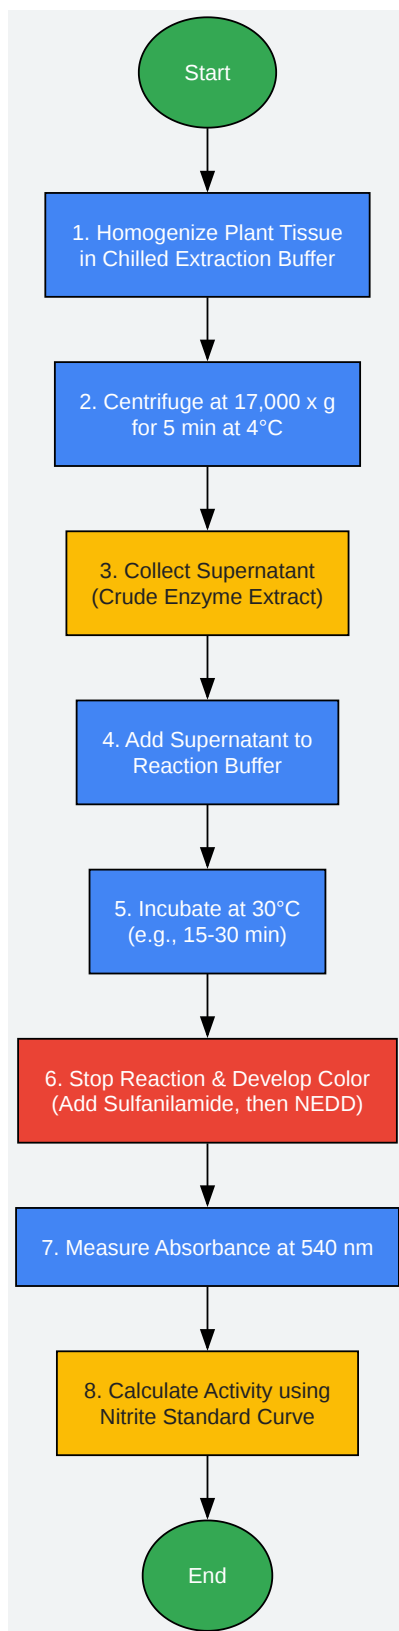 Start
1. Homogenize Plant Tissue
in Chilled Extraction Buffer
2. Centrifuge at 17,000 x g
for 5 min at 4°C
3. Collect Supernatant
(Crude Enzyme Extract)
4. Add Supernatant to
Reaction Buffer
5. Incubate at 30°C
(e.g., 15-30 min)
6. Stop Reaction & Develop Color
(Add Sulfanilamide, then NEDD)
7. Measure Absorbance at 540 nm
8. Calculate Activity using
Nitrite Standard Curve
End